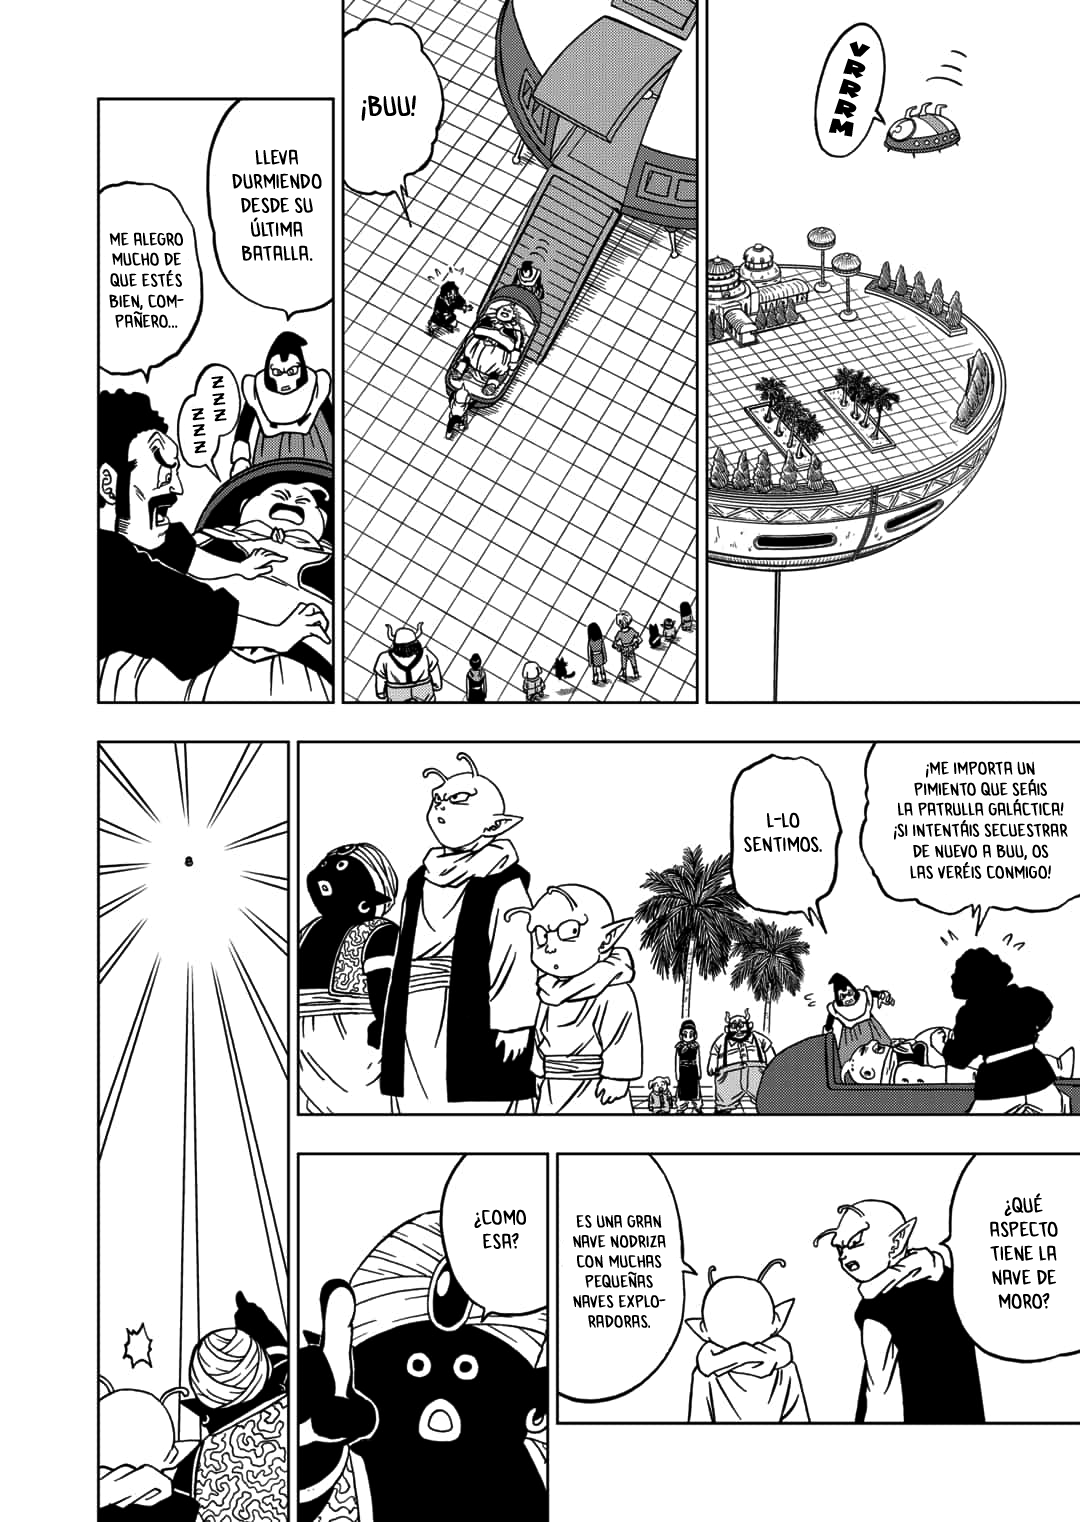 VRRRM
¡BUU!
LLEVA
DURMIENDO
DESDE SU
ÚLTIMA
BATALLA.
ME ALEGRO
MUCHO DE
QUE ESTÉS
BIEN, COM-
PAÑERO...
ZZZ
ZZZ
¡ME IMPORTA UN
PIMIENTO QUE SEÁIS
LA PATRULLA GALÁCTICA!
¡SI INTENTÁIS SECUESTRAR
DE NUEVO A BUU, OS
LAS VERÉIS CONMIGO!
L-LO
SENTIMOS.
¿QUÉ
ASPECTO
TIENE LA
NAVE DE
MORO?
ES UNA GRAN
NAVE NODRIZA
CON MUCHAS
PEQUEÑAS
NAVES EXPLO-
RADORAS.
¿COMO
ESA?